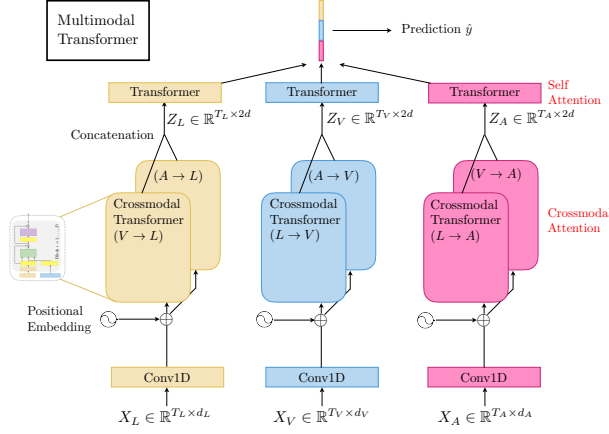 Multimodal
Transformer
Prediction ŷ
Transformer
Transformer
Transformer
Self
Attention
Z_L ∈ ℝ^{T_L×2d}
Z_V ∈ ℝ^{T_V×2d}
Z_A ∈ ℝ^{T_A×2d}
Concatenation
(A → L)
(A → V)
(V → A)
Crossmodal
Transformer
(V → L)
Crossmodal
Transformer
(L → V)
Crossmodal
Transformer
(L → A)
Crossmoda
Attention
Positional
Embedding
Conv1D
Conv1D
Conv1D
X_L ∈ ℝ^{T_L×d_L}
X_V ∈ ℝ^{T_V×d_V}
X_A ∈ ℝ^{T_A×d_A}